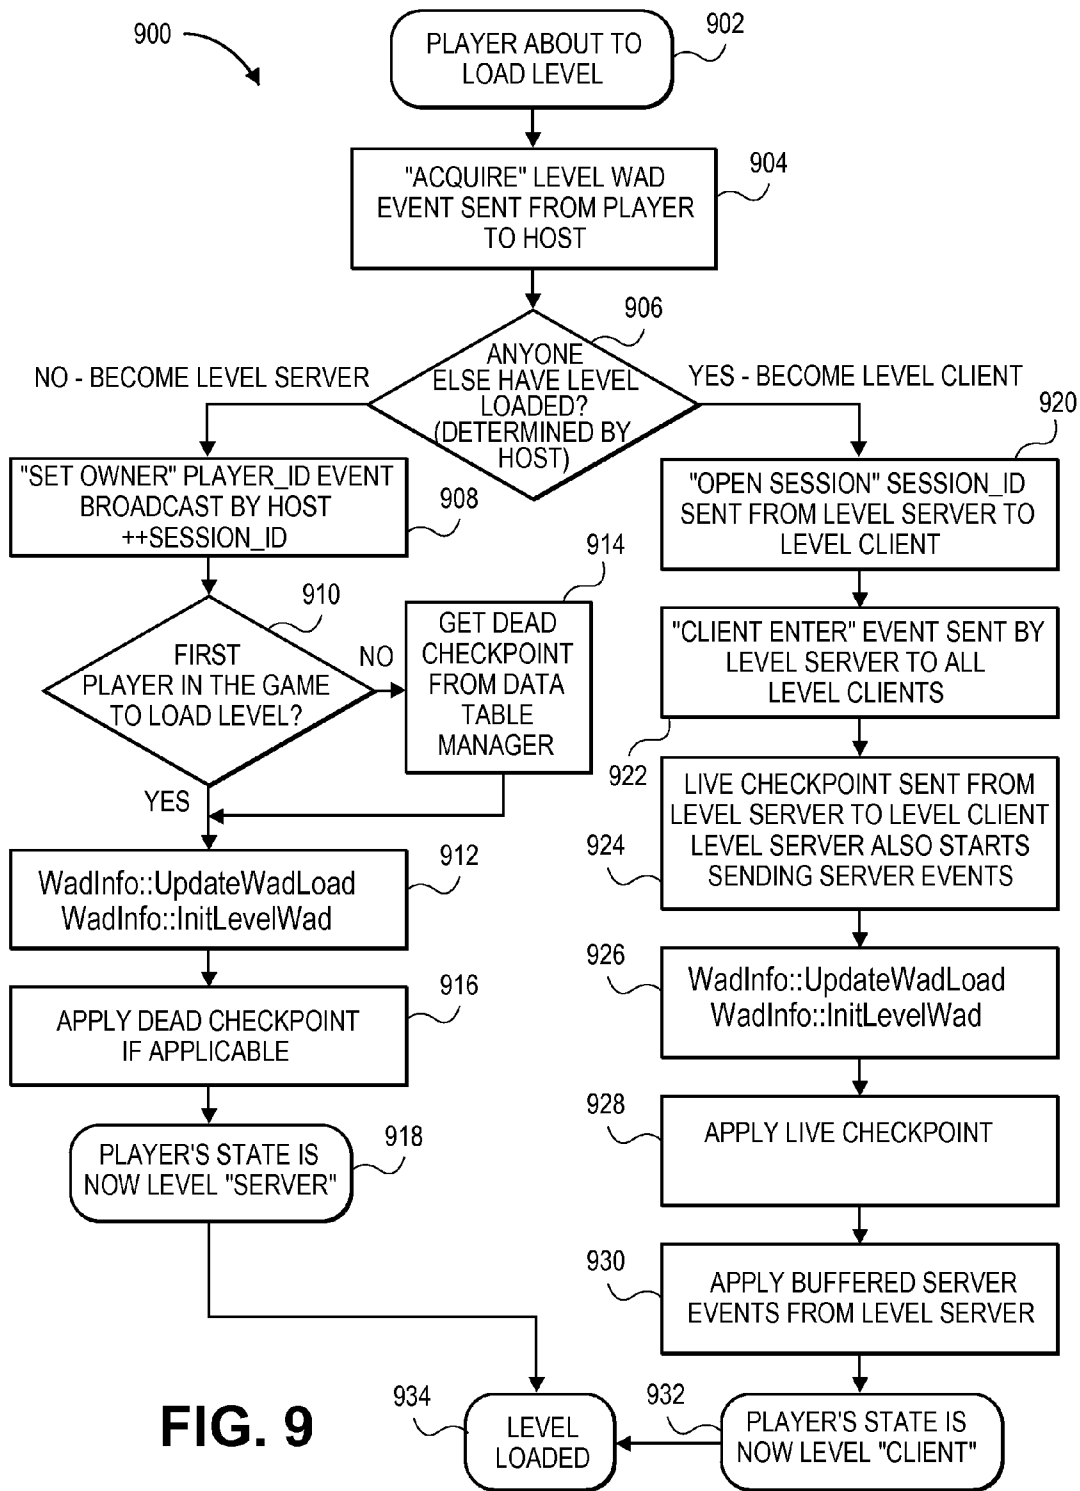 900
PLAYER ABOUT TO
LOAD LEVEL
902
"ACQUIRE" LEVEL WAD
EVENT SENT FROM PLAYER
TO HOST
904
906
ANYONE
ELSE HAVE LEVEL
LOADED?
(DETERMINED BY
HOST)
NO - BECOME LEVEL SERVER
YES - BECOME LEVEL CLIENT
"SET OWNER" PLAYER_ID EVENT
BROADCAST BY HOST
++SESSION_ID
908
910
FIRST
PLAYER IN THE GAME
TO LOAD LEVEL?
NO
YES
914
GET DEAD
CHECKPOINT
FROM DATA
TABLE
MANAGER
WadInfo::UpdateWadLoad
WadInfo::InitLevelWad
912
APPLY DEAD CHECKPOINT
IF APPLICABLE
916
PLAYER'S STATE IS
NOW LEVEL "SERVER"
918
920
"OPEN SESSION" SESSION_ID
SENT FROM LEVEL SERVER TO
LEVEL CLIENT
"CLIENT ENTER" EVENT SENT BY
LEVEL SERVER TO ALL
LEVEL CLIENTS
922
LIVE CHECKPOINT SENT FROM
LEVEL SERVER TO LEVEL CLIENT
LEVEL SERVER ALSO STARTS
SENDING SERVER EVENTS
924
926
WadInfo::UpdateWadLoad
WadInfo::InitLevelWad
928
APPLY LIVE CHECKPOINT
930
APPLY BUFFERED SERVER
EVENTS FROM LEVEL SERVER
932
PLAYER'S STATE IS
NOW LEVEL "CLIENT"
934
LEVEL
LOADED
FIG. 9